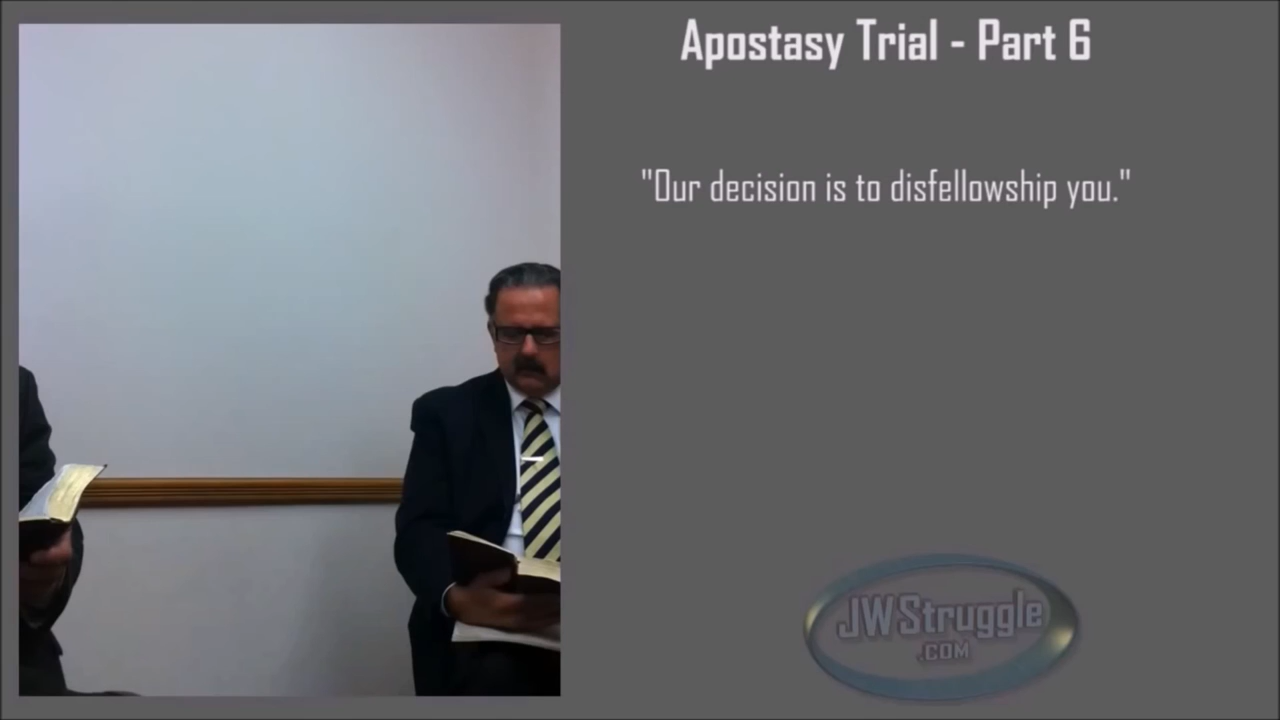 Apostasy Trial - Part 6
"Our decision is to disfellowship you."
JWStruggle
.COM